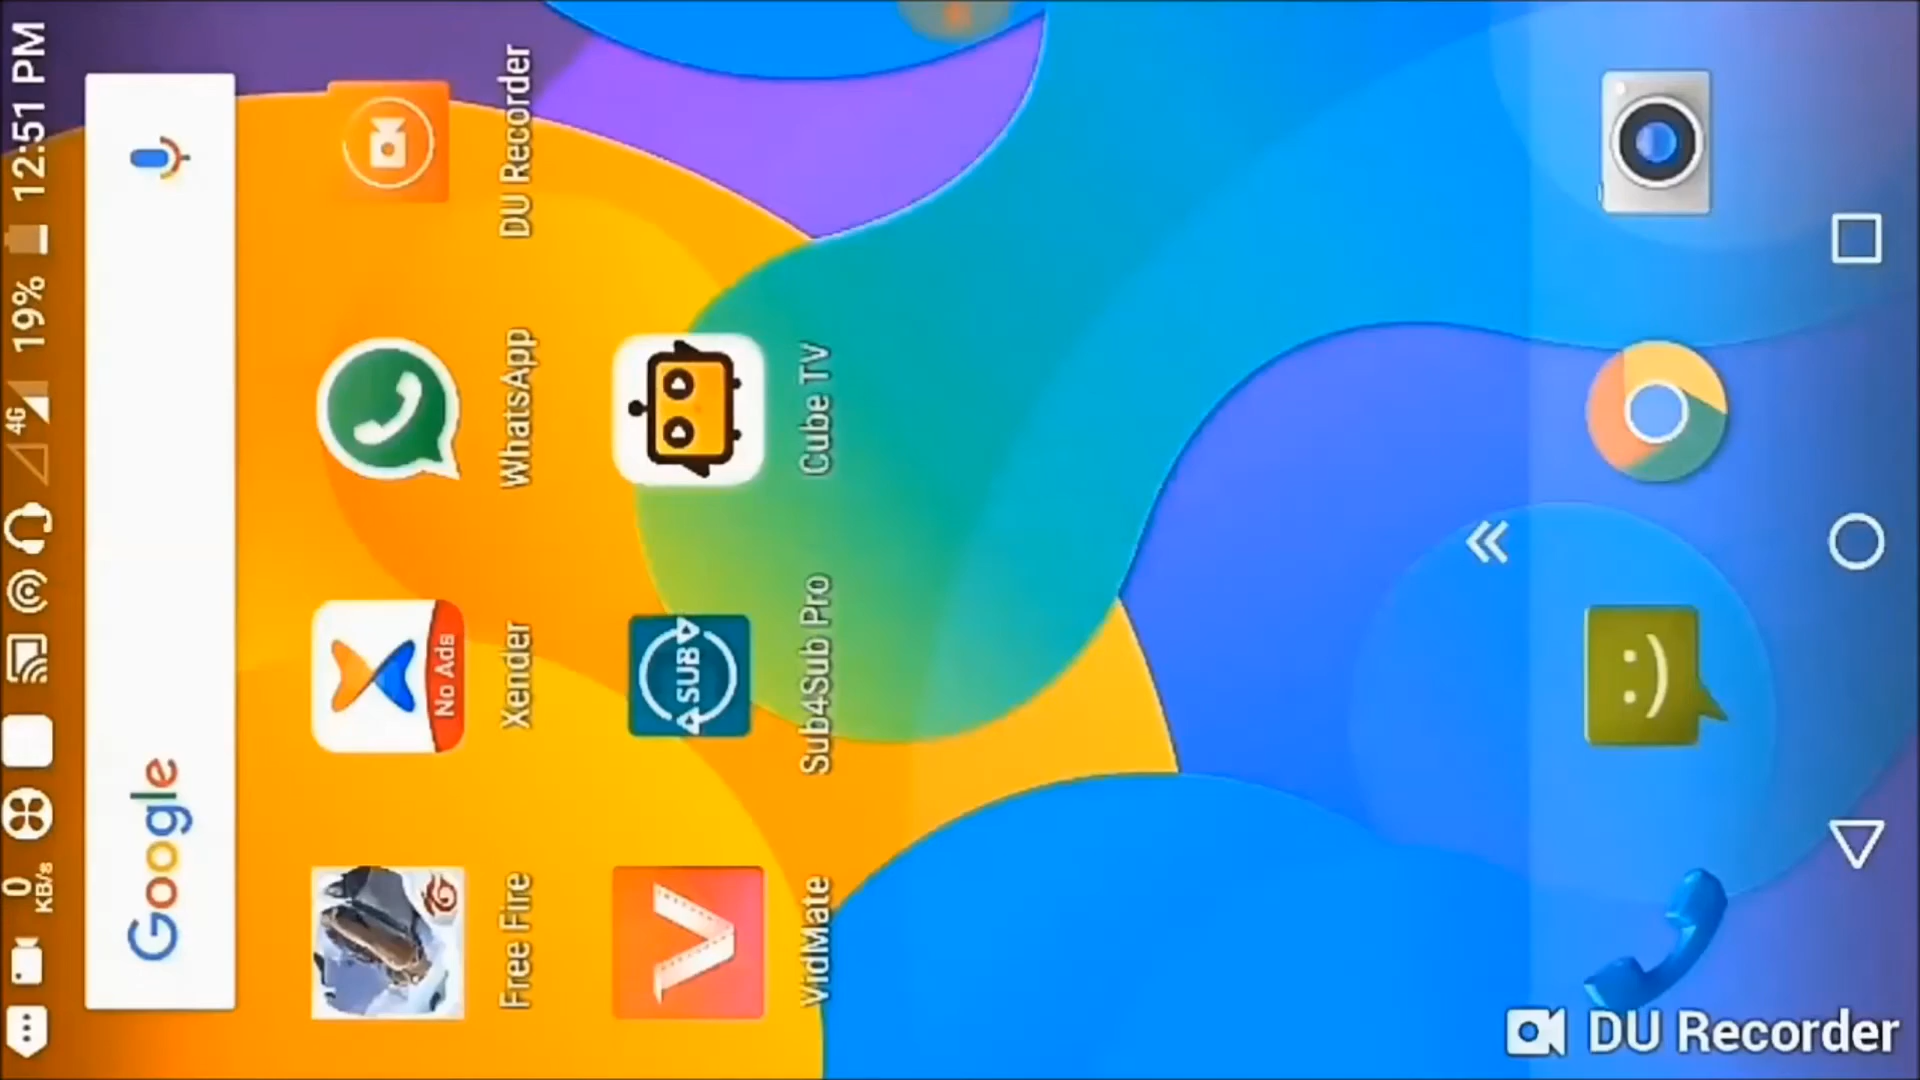 0 KB/s 4G 19% 12:51 PM
Google
No Ads
Free Fire Xender WhatsApp DU Recorder
SUB
VidMate Sub4Sub Pro Cube TV
DU Recorder